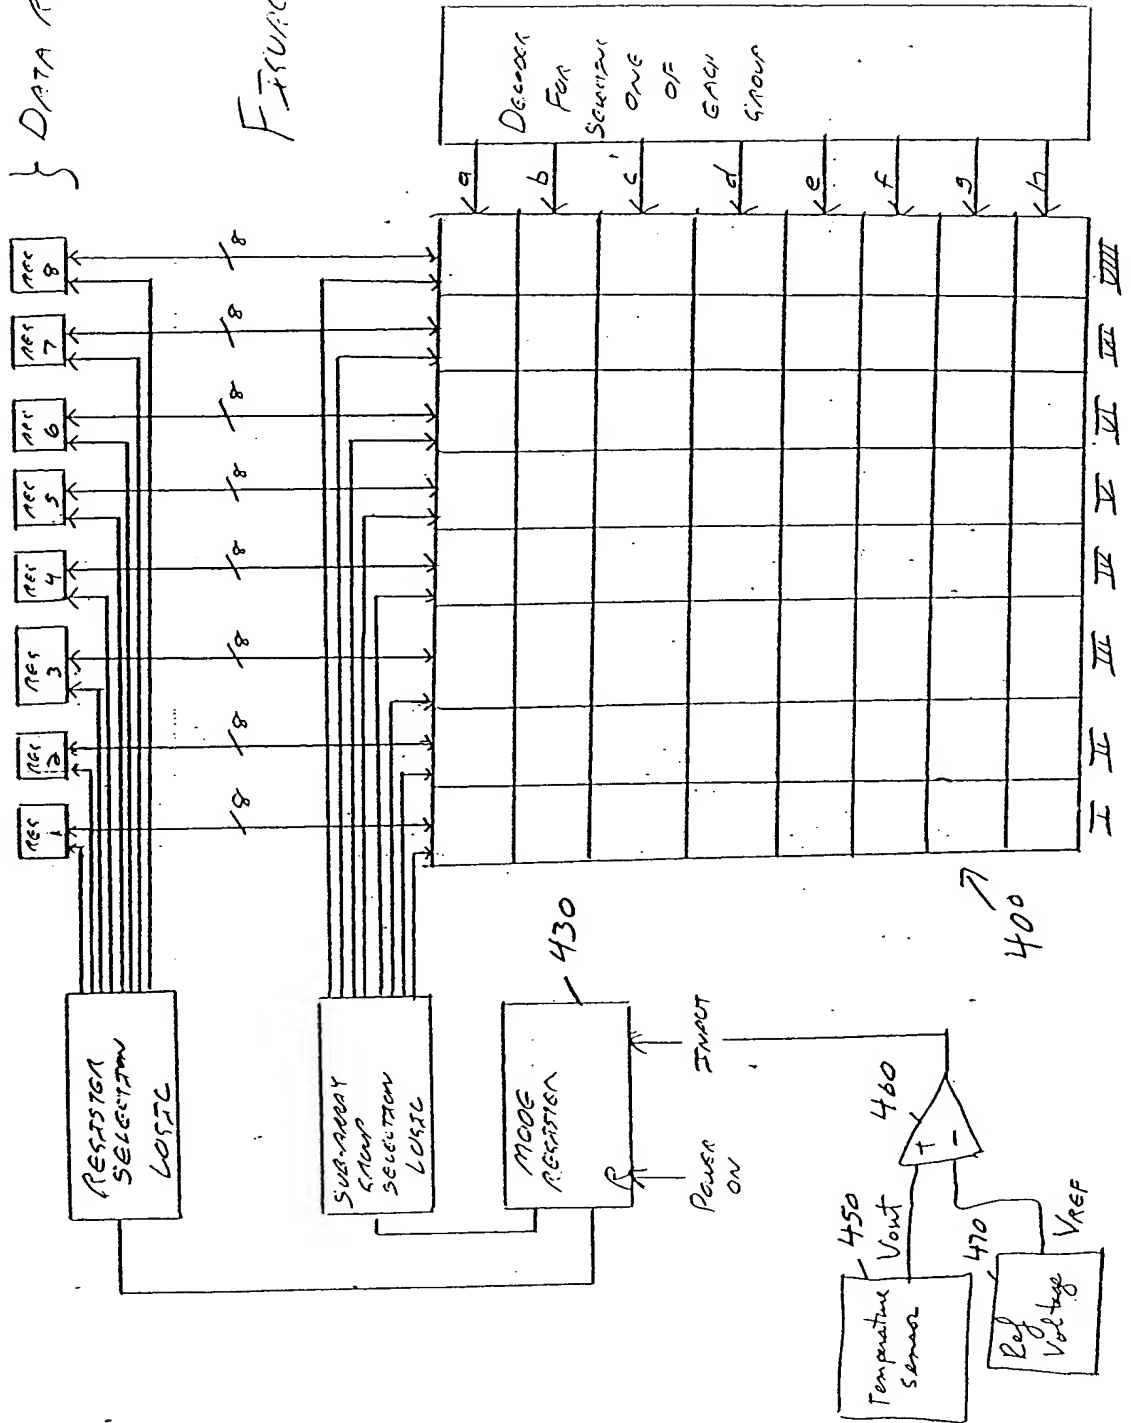 } DATA R
FIGURE
REG
1
REG
2
REG
3
REG
4
REG
5
REG
6
REG
7
REG
8
8
8
8
8
8
8
8
8
REGISTER
SELECTION
LOGIC
SUBARRAY
GROUP
SELECTION
LOGIC
MODE
REGISTER
R
430
POWER
ON
INPUT
DECODER
FOR
SELECTING
ONE
OF
EACH
GROUP
a
b
c
d
e
f
g
h
I
II
III
IV
V
VI
VII
VIII
400
Temperature
sensor
450
Vout
460
+
-
470
Ref
Voltage
VREF